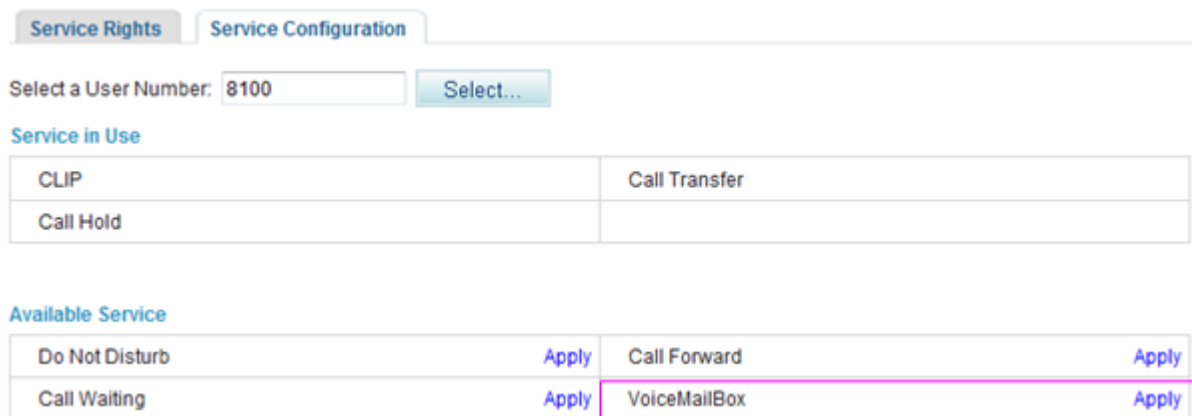 Service Rights Service Configuration
Select a User Number: 8100 Select...
Service in Use
CLIP Call Transfer
Call Hold
Available Service
Do Not Disturb Apply Call Forward Apply
Call Waiting Apply VoiceMailBox Apply